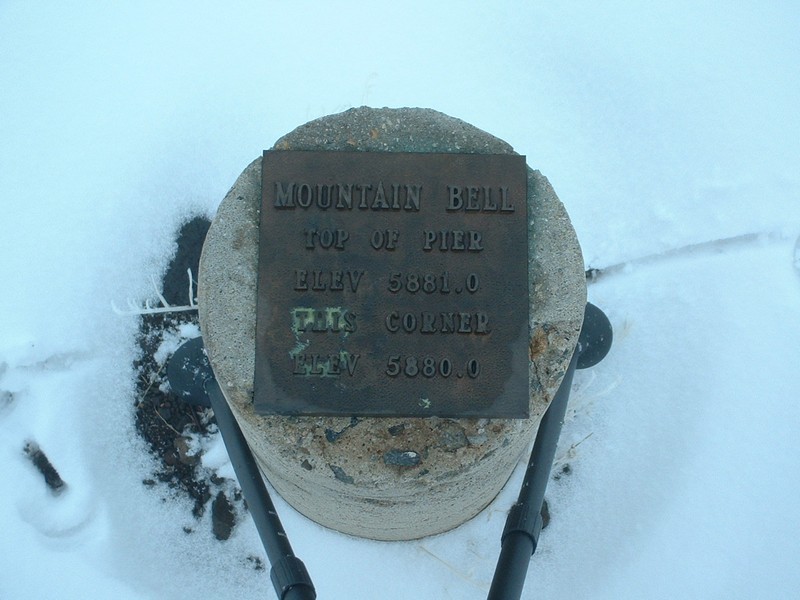 MOUNTAIN BELL
TOP OF PIER
ELEV 5881.0
THIS CORNER
ELEV 5880.0